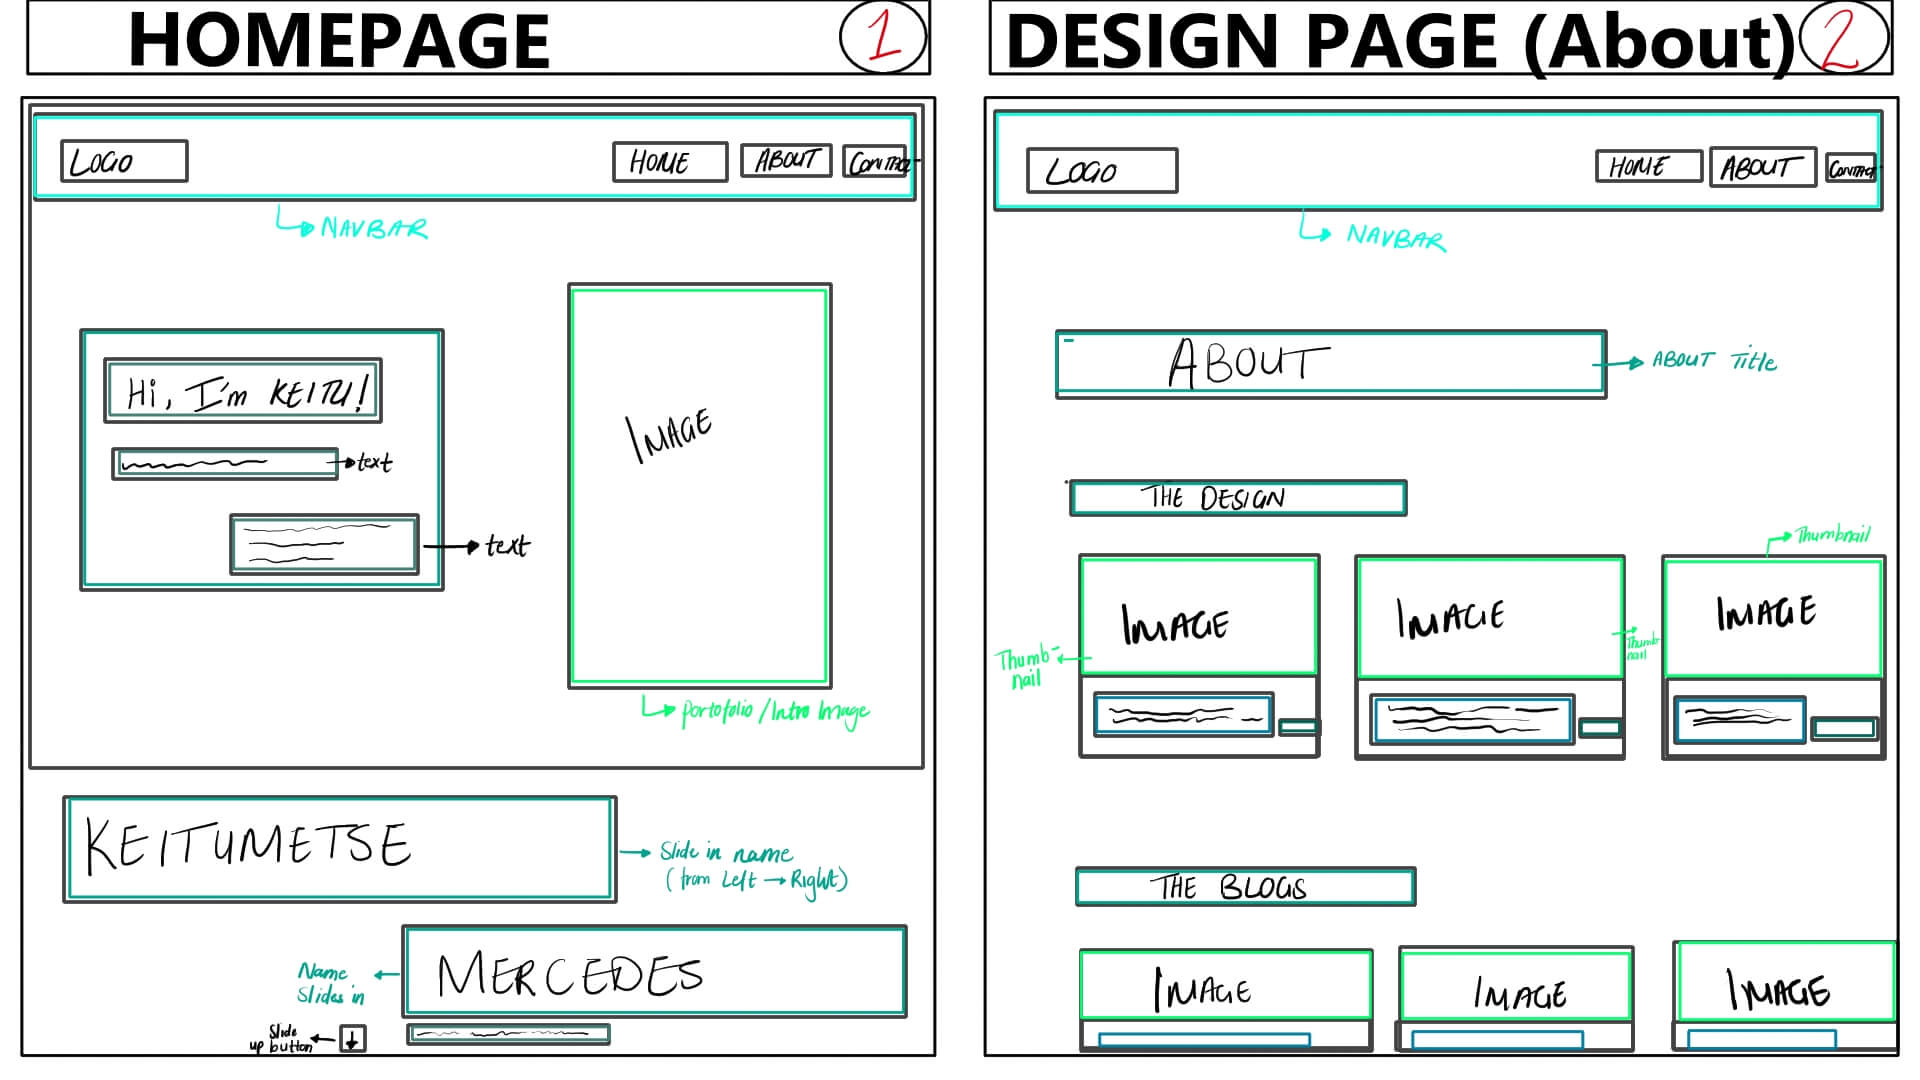 HOMEPAGE
1
LOGO
HOME
ABOUT
CONTACT
NAVBAR
Hi, I'm KEITU!
text
text
IMAGE
Portofolio/Intro Image
KEITUMETSE
Slide in name
(from Left → Right)
MERCEDES
Name
Slides in
Slide
up button
DESIGN PAGE (About)
2
LOGO
HOME
ABOUT
CONTACT
NAVBAR
ABOUT
ABOUT Title
THE DESIGN
Thumbnail
IMAGE
IMAGE
IMAGE
Thumb-
nail
Thumb-
nail
THE BLOGS
IMAGE
IMAGE
IMAGE